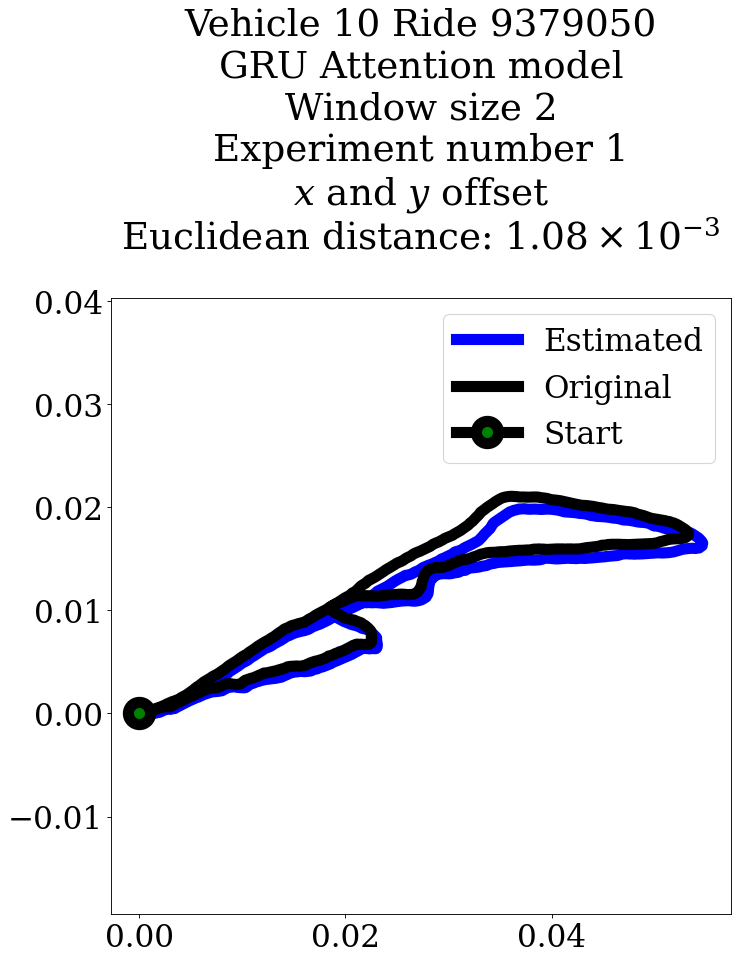 Vehicle 10 Ride 9379050
GRU Attention model
Window size 2
Experiment number 1
x and y offset
Euclidean distance: 1.08 × 10⁻³
0.04
Estimated
0.03
Original
Start
0.02
0.01
0.00
−0.01
0.00 0.02 0.04